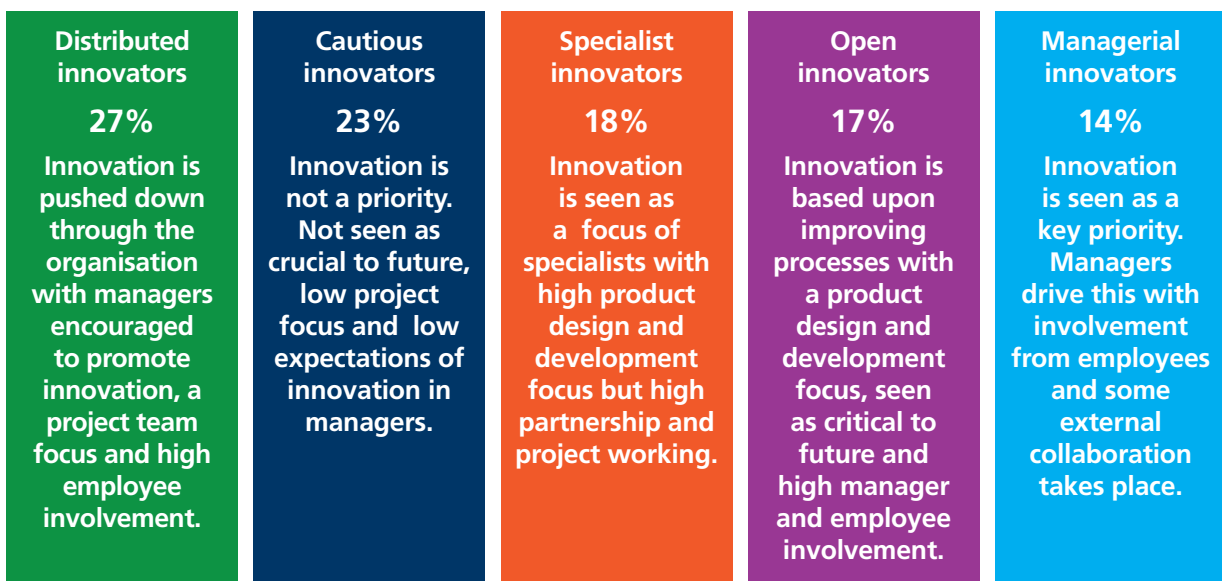 Distributed
innovators
27%
Innovation is
pushed down
through the
organisation
with managers
encouraged
to promote
innovation, a
project team
focus and high
employee
involvement.
Cautious
innovators
23%
Innovation is
not a priority.
Not seen as
crucial to future,
low project
focus and low
expectations of
innovation in
managers.
Specialist
innovators
18%
Innovation
is seen as
a focus of
specialists with
high product
design and
development
focus but high
partnership and
project working.
Open
innovators
17%
Innovation is
based upon
improving
processes with
a product
design and
development
focus, seen
as critical to
future and
high manager
and employee
involvement.
Managerial
innovators
14%
Innovation
is seen as a
key priority.
Managers
drive this with
involvement
from employees
and some
external
collaboration
takes place.